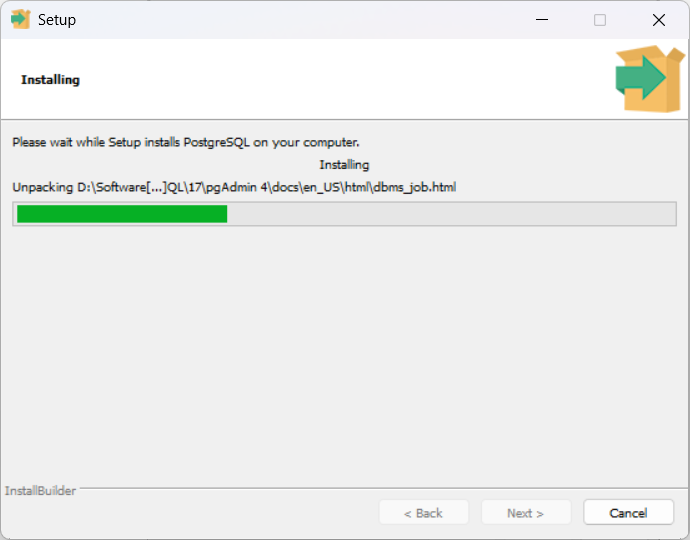 Setup
Installing
Please wait while Setup installs PostgreSQL on your computer.
Installing
Unpacking D:\Software[...]QL\17\pgAdmin 4\docs\en_US\html\dbms_job.html
InstallBuilder
< Back
Next >
Cancel